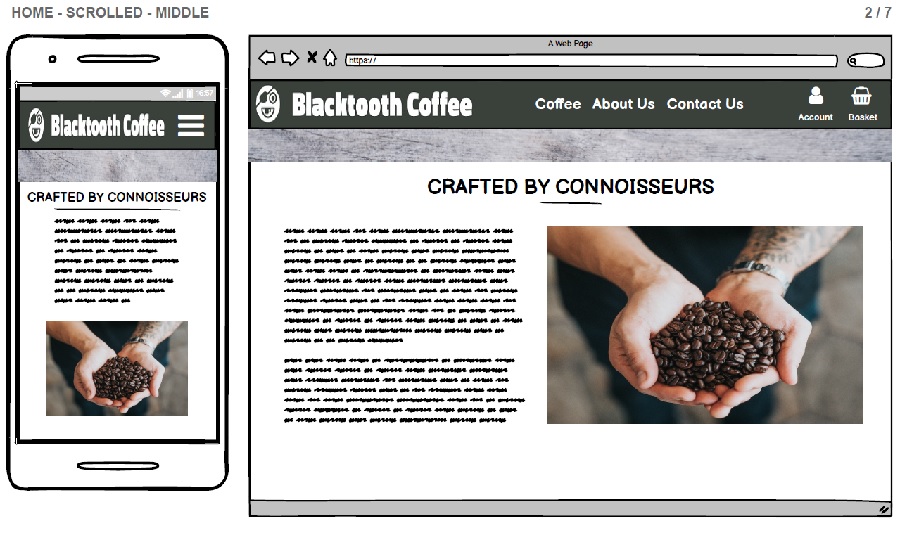 HOME - SCROLLED - MIDDLE
2 / 7
16:57
Blacktooth Coffee
CRAFTED BY CONNOISSEURS
A Web Page
https://
Blacktooth Coffee
Coffee About Us Contact Us
Account Basket
CRAFTED BY CONNOISSEURS